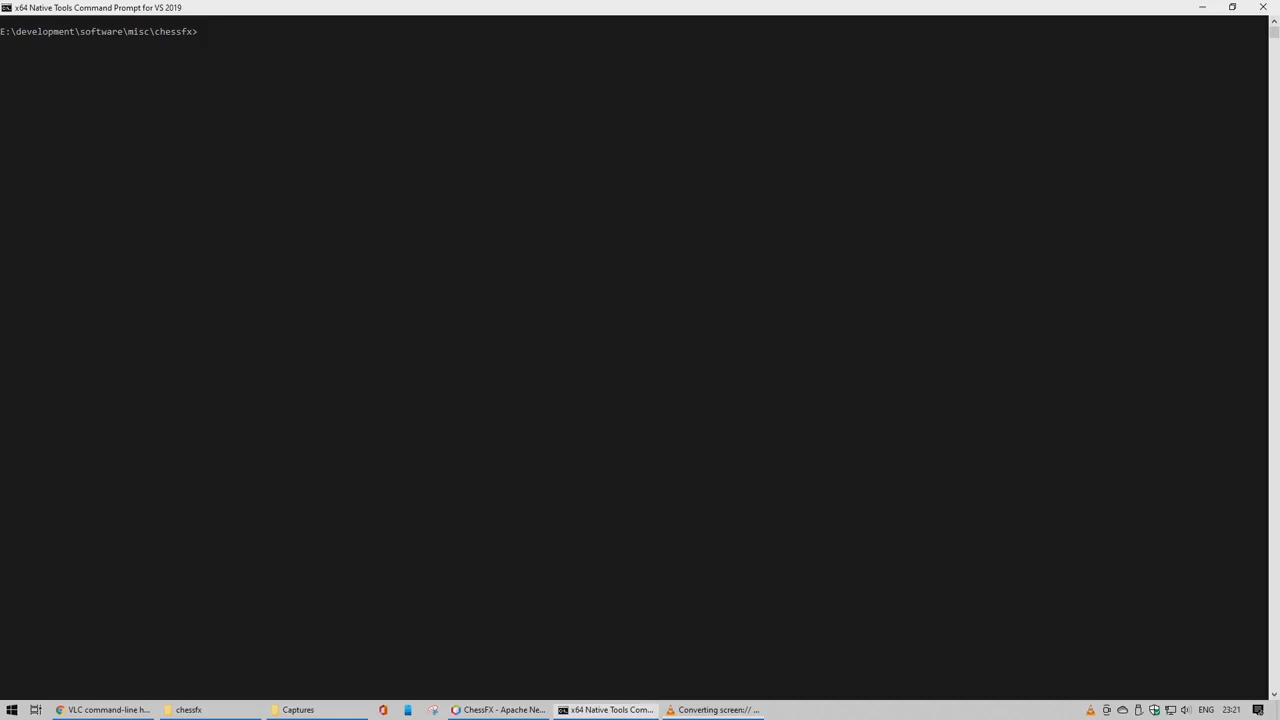 x64 Native Tools Command Prompt for VS 2019
E:\development\software\misc\chessfx>
VLC command-line h...
chessfx
Captures
ChessFX - Apache Ne...
x64 Native Tools Com...
Converting screen:// ...
ENG
23:21